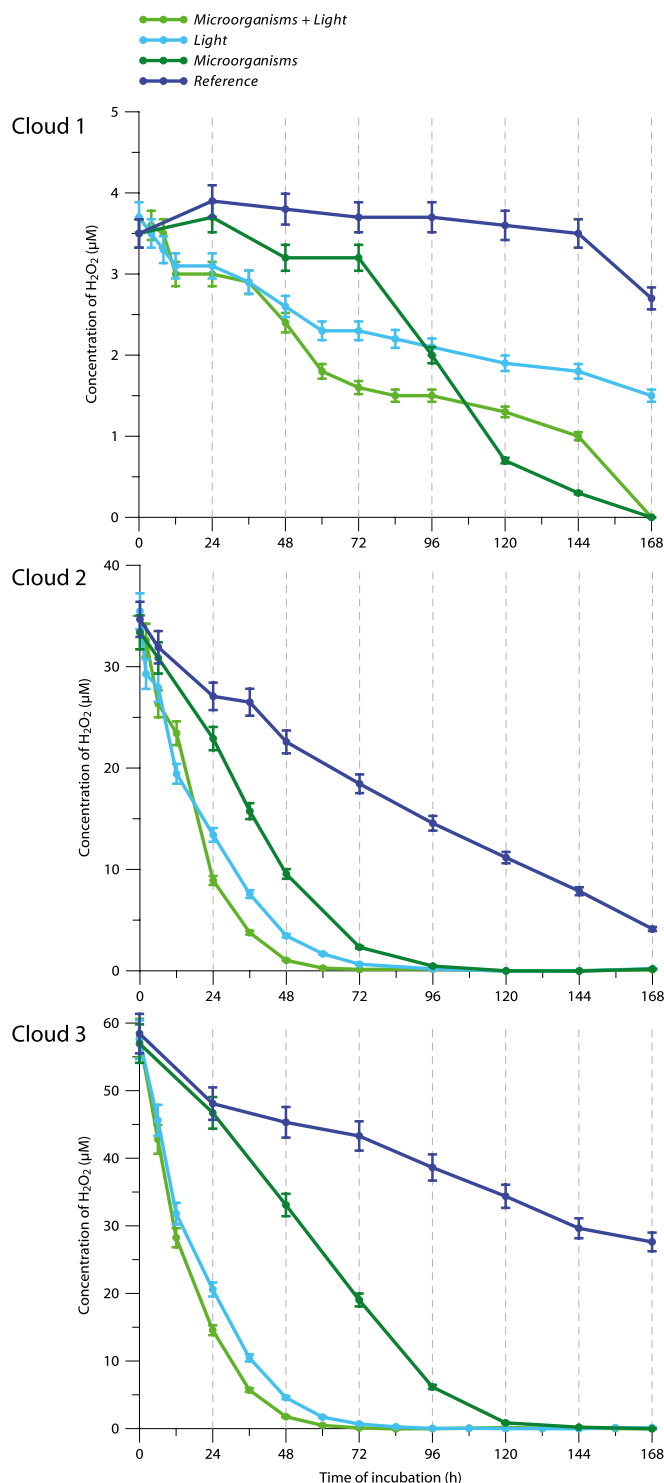 Microorganisms + Light
Light
Microorganisms
Reference
Cloud 1
Concentration of H₂O₂ (µM)
5
4
3
2
1
0
0 24 48 72 96 120 144 168
Cloud 2
Concentration of H₂O₂ (µM)
40
30
20
10
0
0 24 48 72 96 120 144 168
Cloud 3
Concentration of H₂O₂ (µM)
60
50
40
30
20
10
0
0 24 48 72 96 120 144 168
Time of incubation (h)